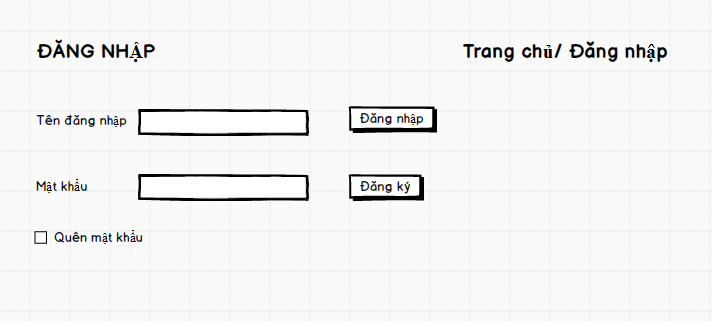 ĐĂNG NHẬP
Trang chủ/ Đăng nhập
Tên đăng nhập
Đăng nhập
Mật khẩu
Đăng ký
Quên mật khẩu